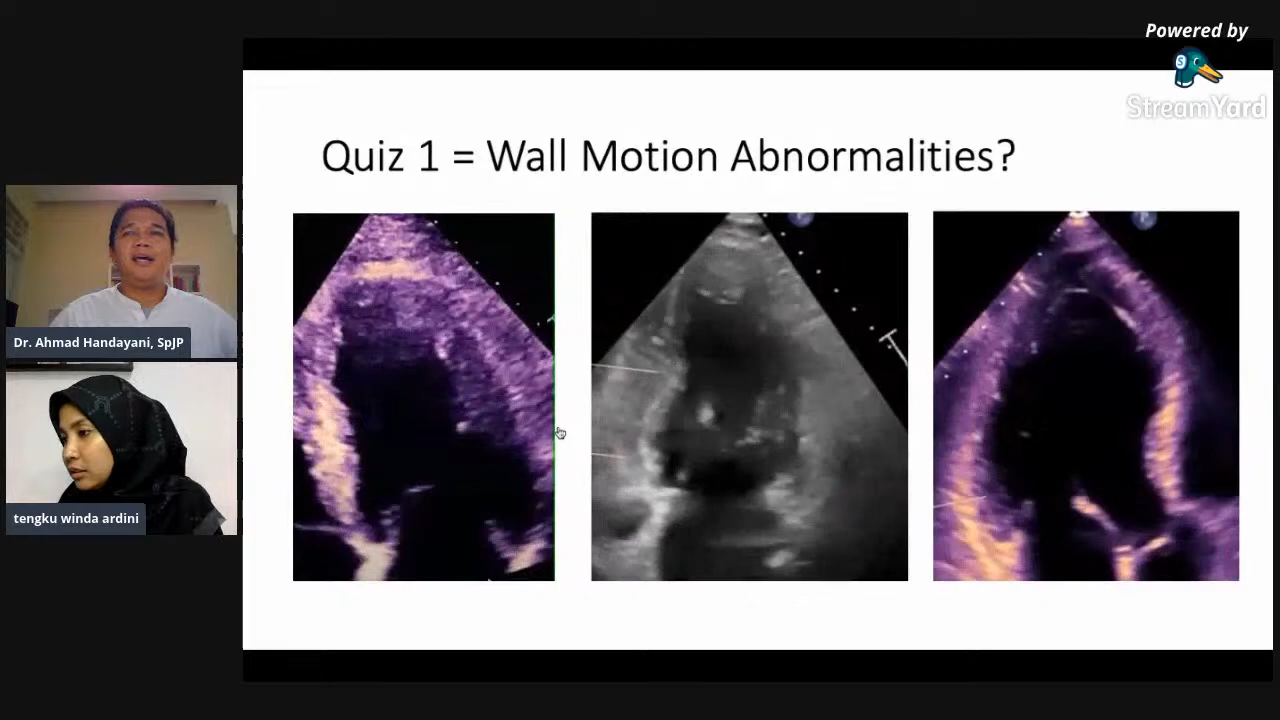 Powered by
StreamYard
Quiz 1 = Wall Motion Abnormalities?
Dr. Ahmad Handayani, SpJP
tengku winda ardini